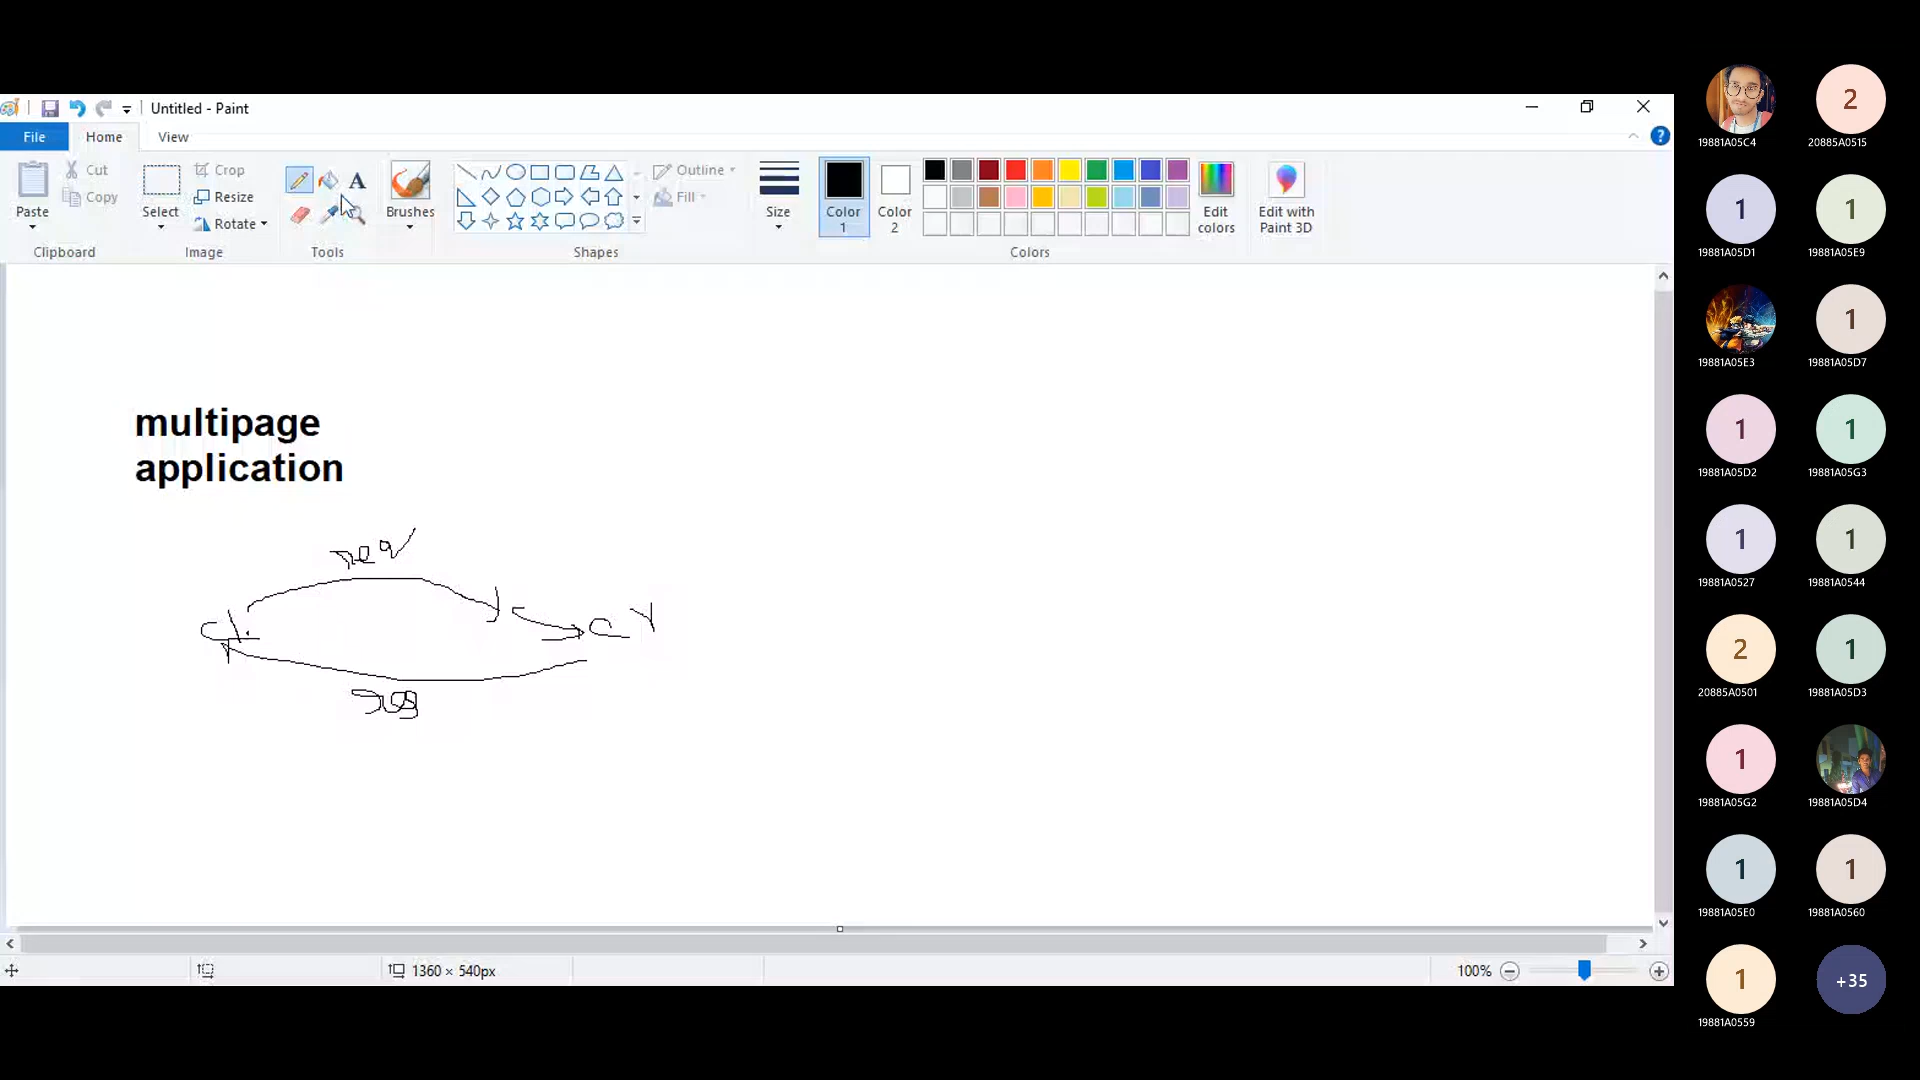 Untitled - Paint
File Home View
Paste
Cut
Copy
Clipboard
Select
Crop
Resize
Rotate
Image
A
Tools
Brushes
Shapes
Outline
Fill
Size
Color 1
Color 2
Edit colors
Colors
Edit with Paint 3D
multipage
application
req
res
1360 × 540px
100%
19881A05C4
2
20885A0515
1
19881A05D1
1
19881A05E9
19881A05E3
1
19881A05D7
1
19881A05D2
1
19881A05G3
1
19881A0527
1
19881A0544
2
20885A0501
1
19881A05D3
1
19881A05G2
19881A05D4
1
19881A05E0
1
19881A0560
1
19881A0559
+35